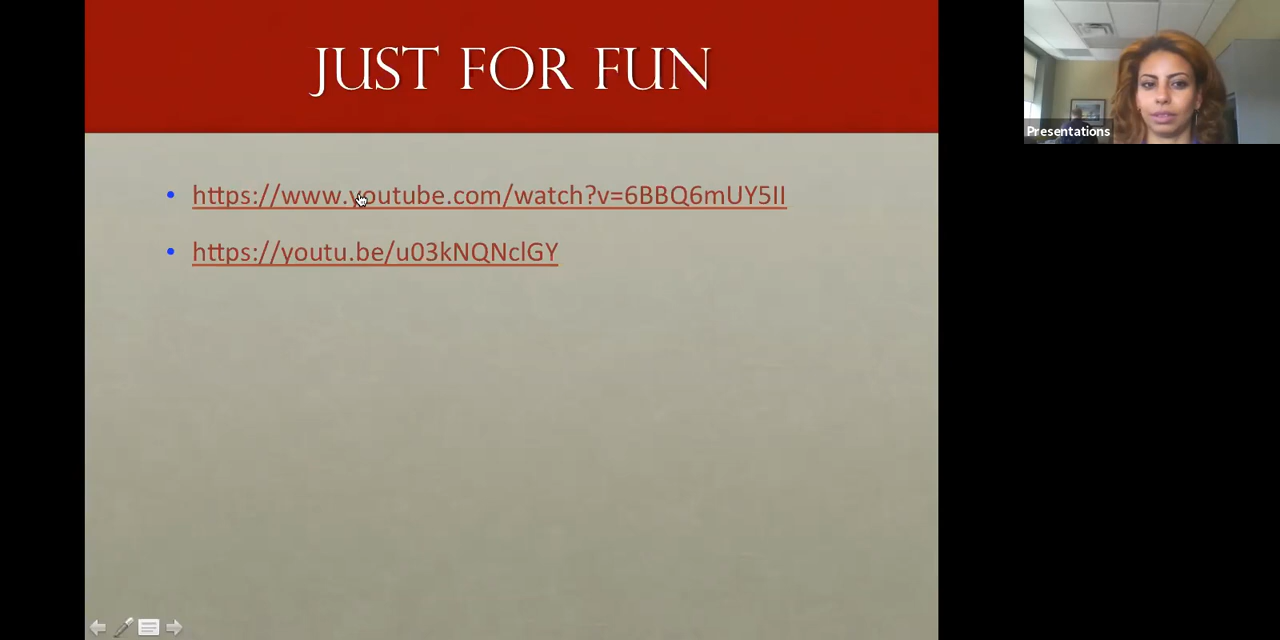 JUST FOR FUN
Presentations
• https://www.youtube.com/watch?v=6BBQ6mUY5II
• https://youtu.be/u03kNQNclGY